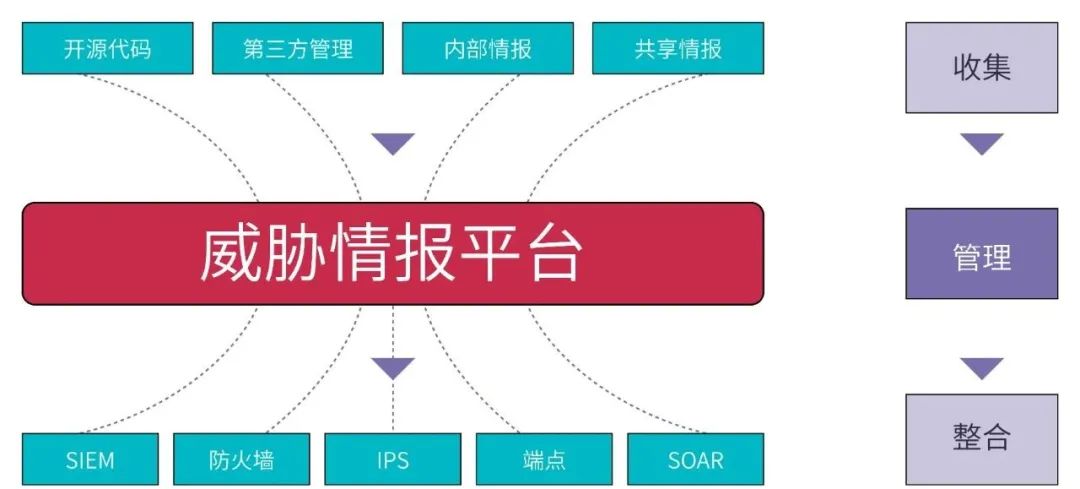 开源代码
第三方管理
内部情报
共享情报
收集
威胁情报平台
管理
SIEM
防火墙
IPS
端点
SOAR
整合